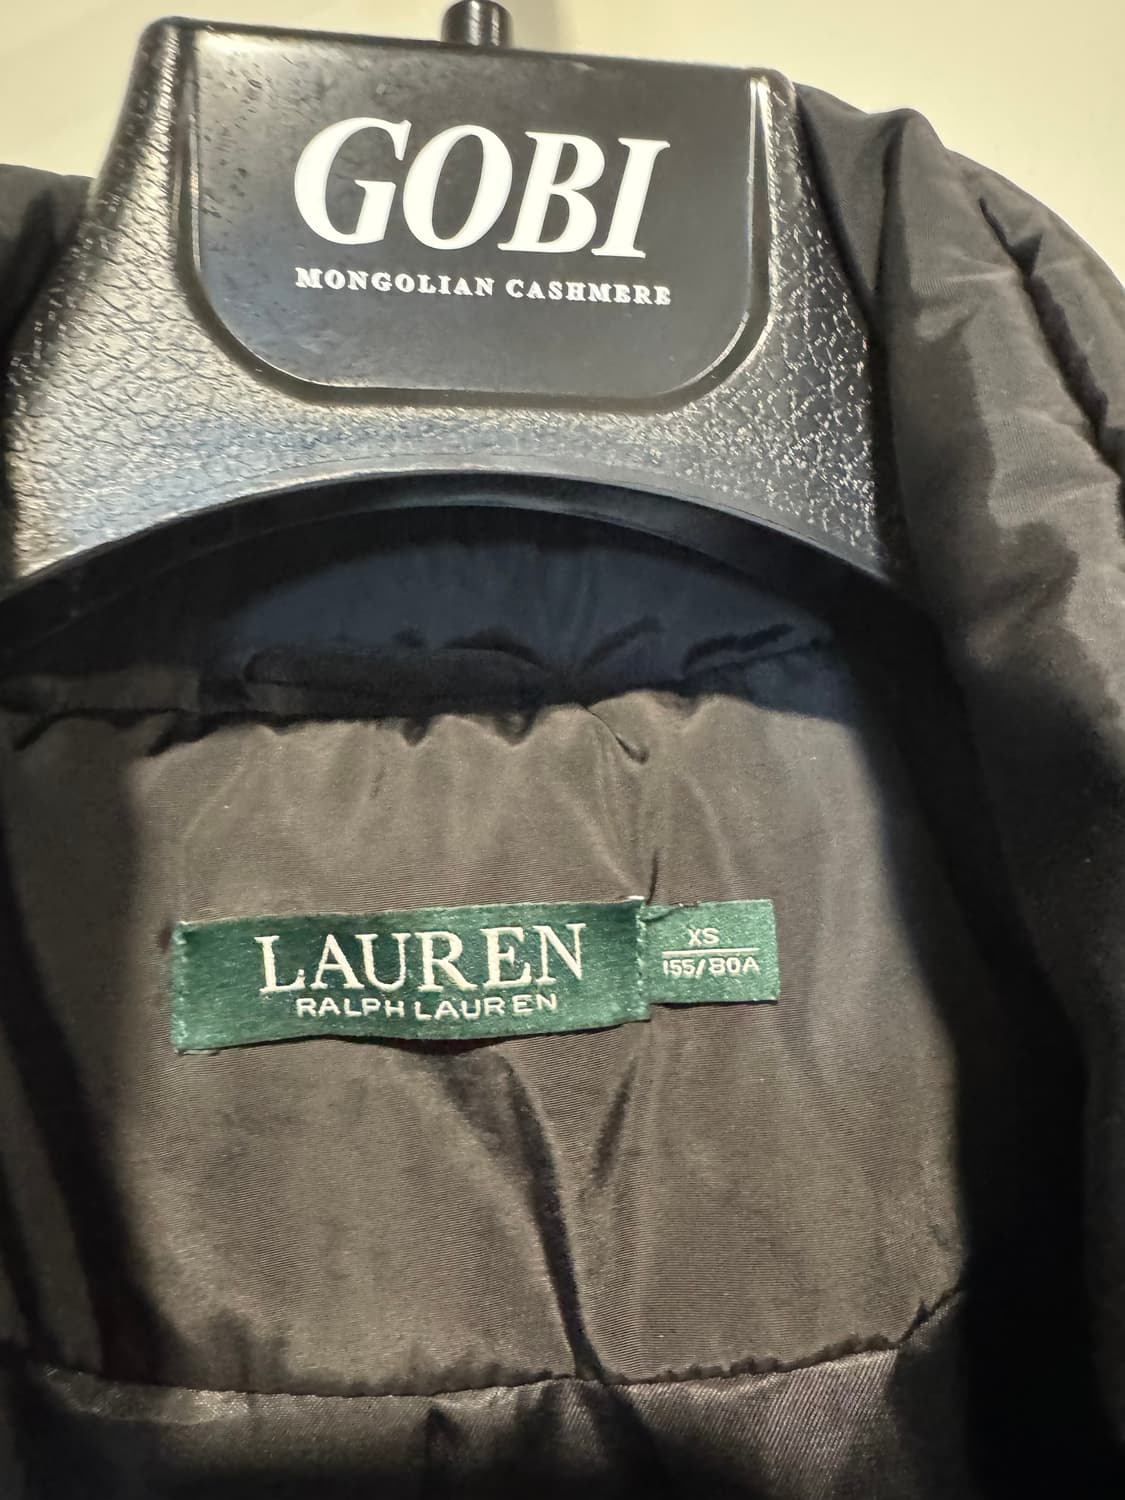 GOBI
MONGOLIAN CASHMERE
LAUREN
RALPH LAUREN
XS
155/80A